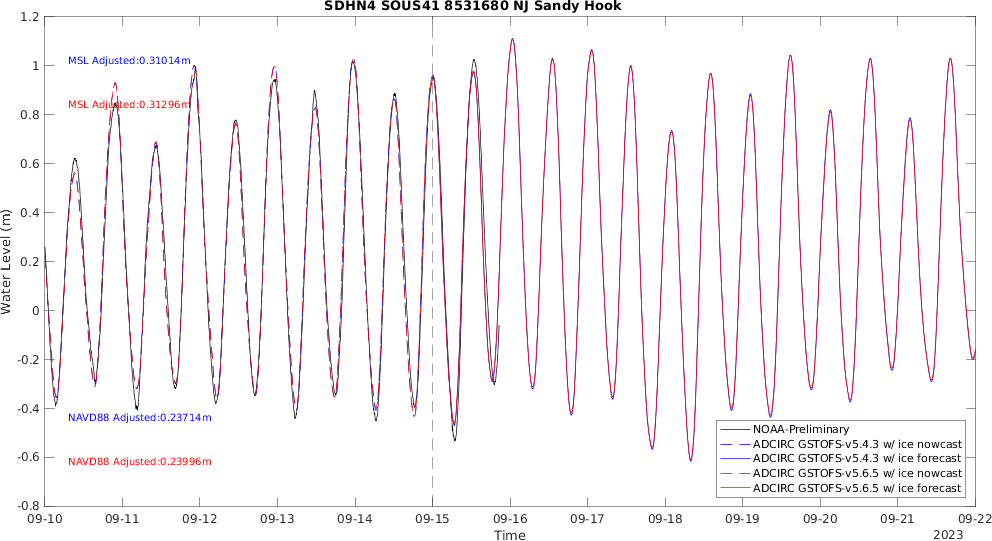 SDHN4 SOUS41 8531680 NJ Sandy Hook
1.2
1
0.8
0.6
0.4
0.2
0
-0.2
-0.4
-0.6
-0.8
Water Level (m)
MSL Adjusted:0.31014m
MSL Adjusted:0.31296m
NAVD88 Adjusted:0.23714m
NAVD88 Adjusted:0.23996m
NOAA-Preliminary
ADCIRC GSTOFS-v5.4.3 w/ ice nowcast
ADCIRC GSTOFS-v5.4.3 w/ ice forecast
ADCIRC GSTOFS-v5.6.5 w/ ice nowcast
ADCIRC GSTOFS-v5.6.5 w/ ice forecast
09-10 09-11 09-12 09-13 09-14 09-15 09-16 09-17 09-18 09-19 09-20 09-21 09-22
Time
2023